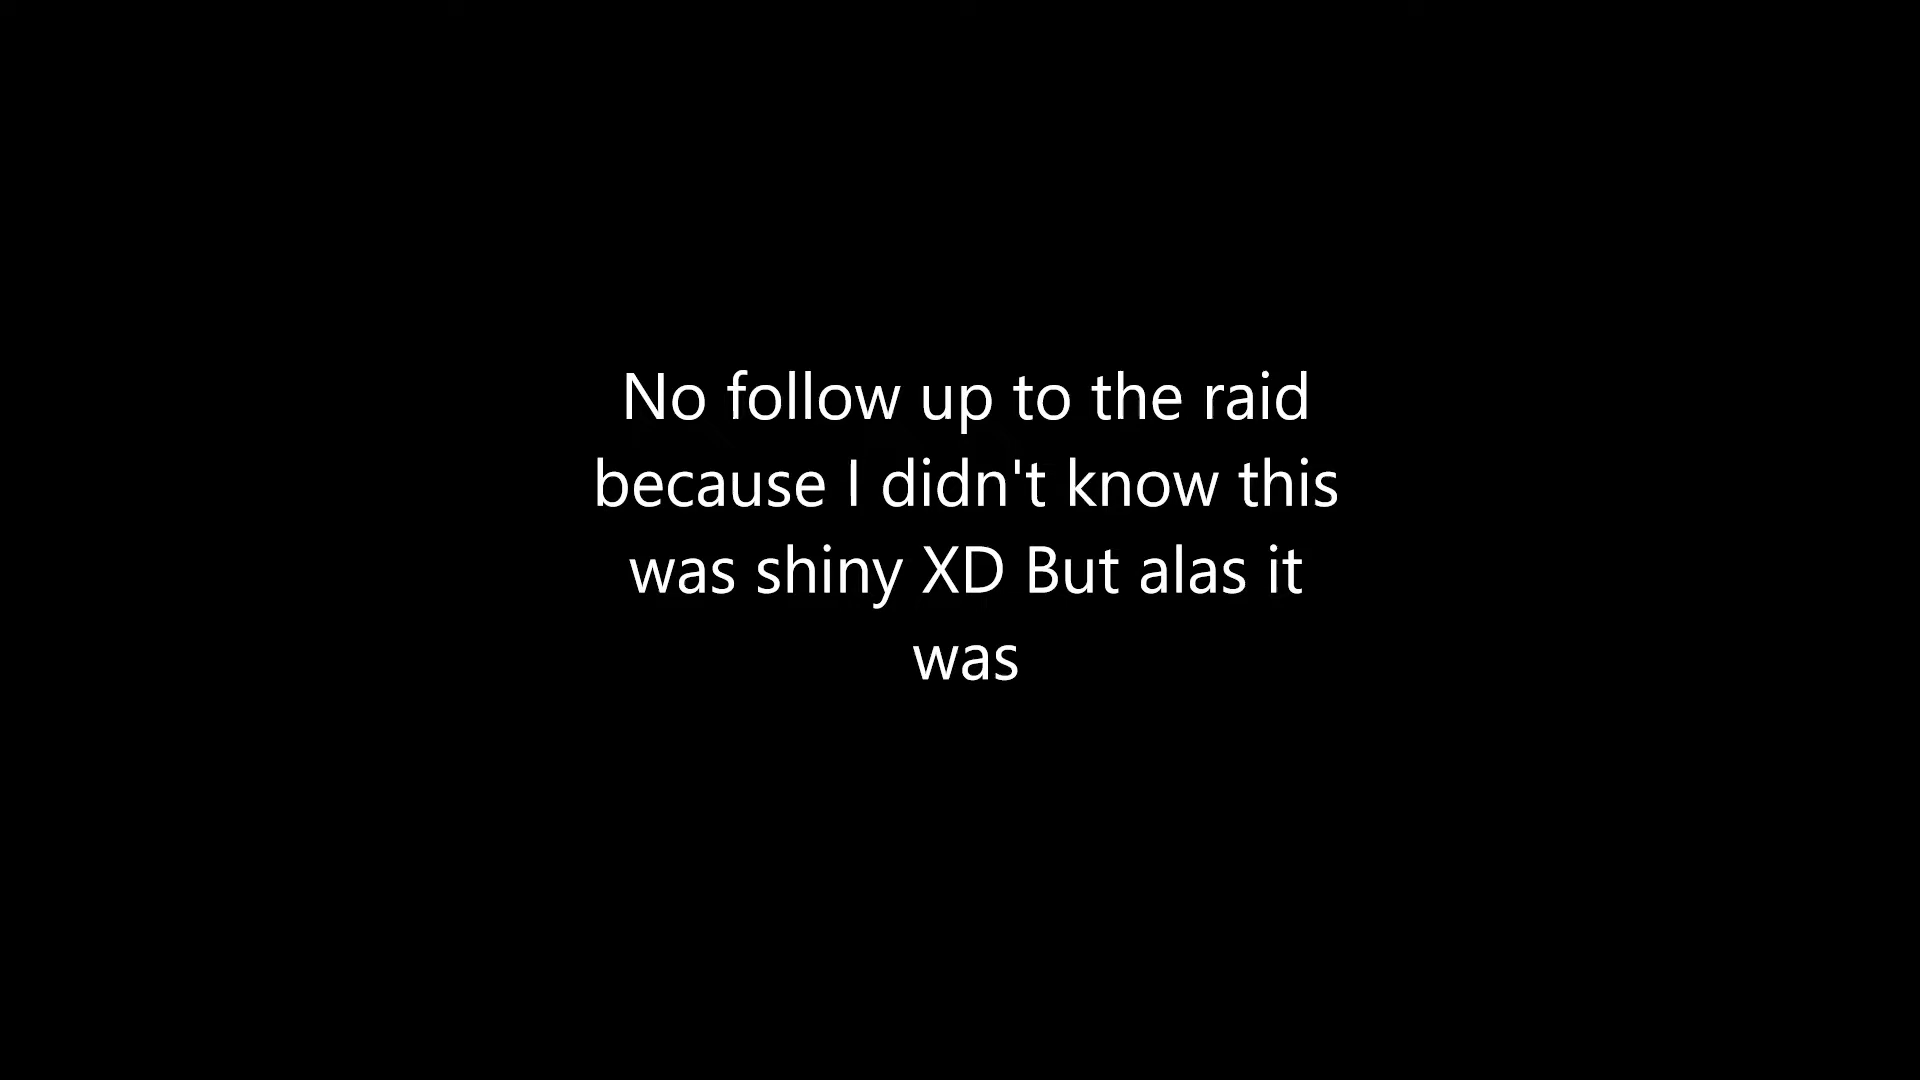 No follow up to the raid
because I didn't know this
was shiny XD But alas it
was